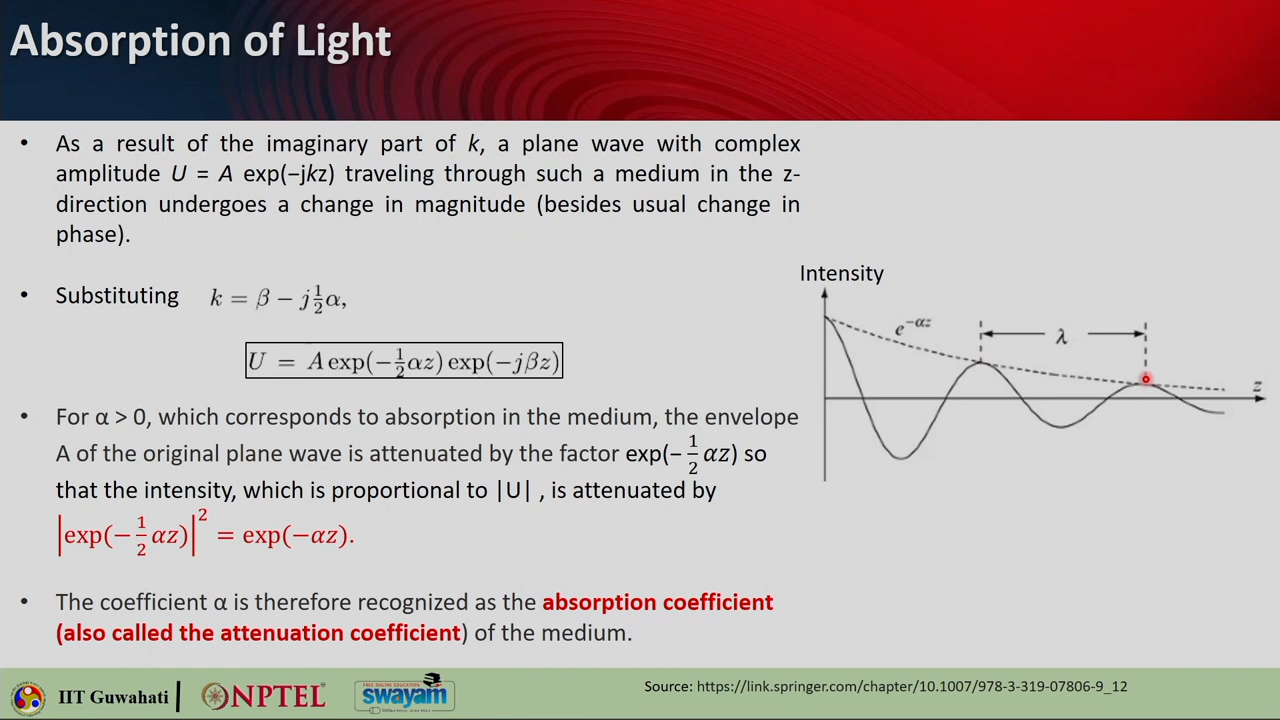 Absorption of Light
• As a result of the imaginary part of k, a plane wave with complex
amplitude U = A exp(−jkz) traveling through such a medium in the z-
direction undergoes a change in magnitude (besides usual change in
phase).
• Substituting k = β − j½α,
U = A exp(−½αz) exp(−jβz)
• For α > 0, which corresponds to absorption in the medium, the envelope
A of the original plane wave is attenuated by the factor exp(−½αz) so
that the intensity, which is proportional to |U| , is attenuated by
|exp(−½αz)|² = exp(−αz).
• The coefficient α is therefore recognized as the absorption coefficient
(also called the attenuation coefficient) of the medium.
Intensity
e^−αz
λ
z
IIT Guwahati
NPTEL
FREE ONLINE EDUCATION
swayam
Source: https://link.springer.com/chapter/10.1007/978-3-319-07806-9_12